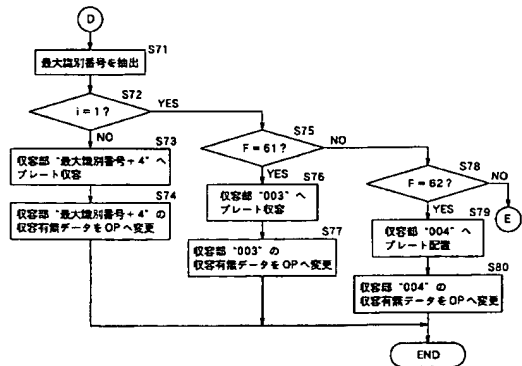 D
S71
最大識別番号を抽出
S72
i=1?
YES
NO
S73
収容部"最大識別番号+4"へ
プレート収容
S74
収容部"最大識別番号+4"の
収容有無データをOPへ変更
S75
F=61?
NO
YES
S76
収容部"003"へ
プレート収容
S77
収容部"003"の
収容有無データをOPへ変更
S78
F=62?
NO
E
YES
S79
収容部"004"へ
プレート配置
S80
収容部"004"の
収容有無データをOPへ変更
END